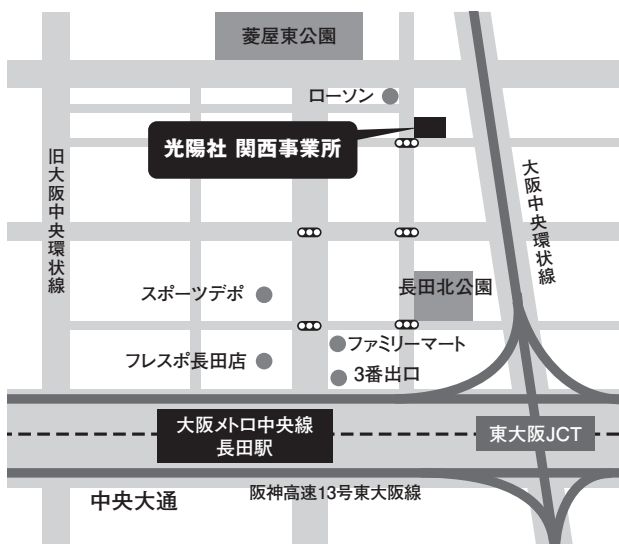 菱屋東公園
ローソン
光陽社 関西事業所
旧大阪中央環状線
大阪中央環状線
スポーツデポ
長田北公園
ファミリーマート
フレスポ長田店
3番出口
大阪メトロ中央線
長田駅
東大阪JCT
阪神高速13号東大阪線
中央大通